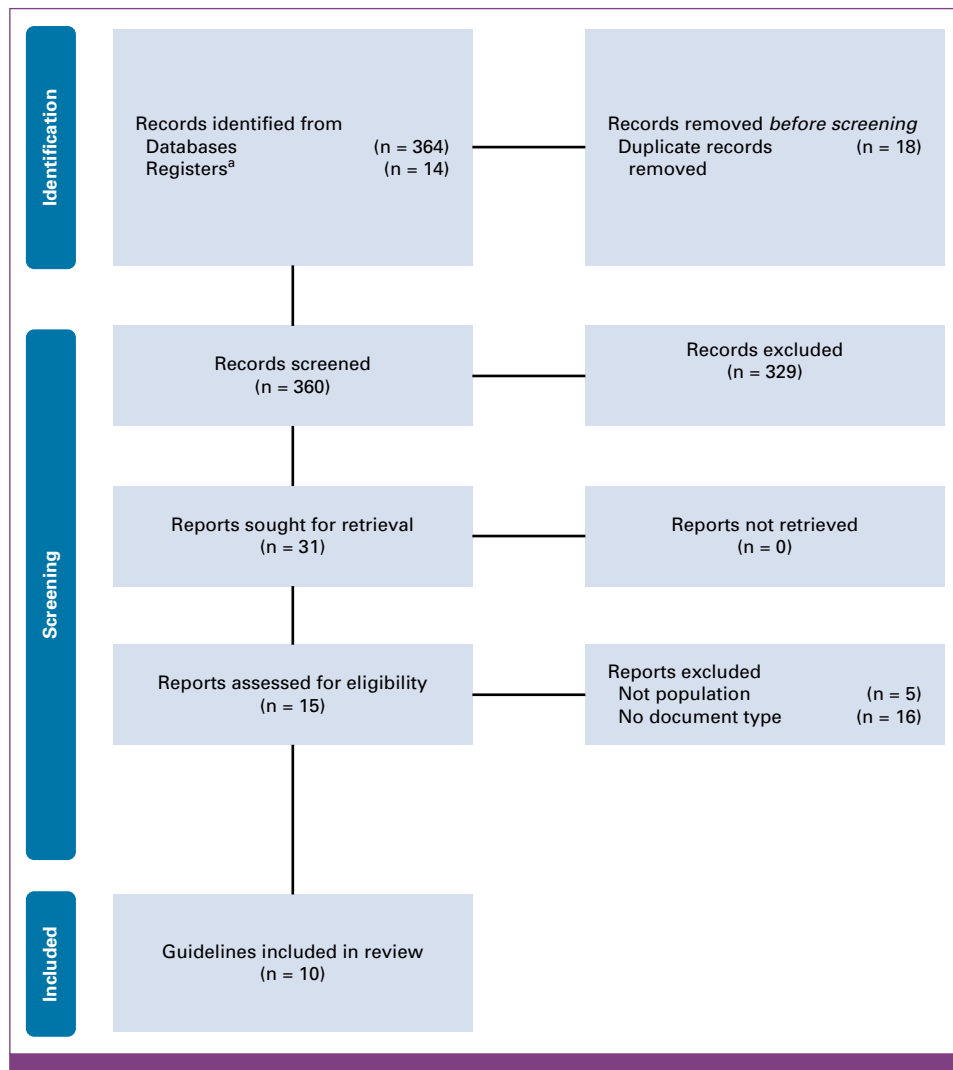 Identification
Records identified from
Databases (n = 364)
Registersa (n = 14)
Records removed before screening
Duplicate records (n = 18)
removed
Screening
Records screened
(n = 360)
Records excluded
(n = 329)
Reports sought for retrieval
(n = 31)
Reports not retrieved
(n = 0)
Reports assessed for eligibility
(n = 15)
Reports excluded
Not population (n = 5)
No document type (n = 16)
Included
Guidelines included in review
(n = 10)